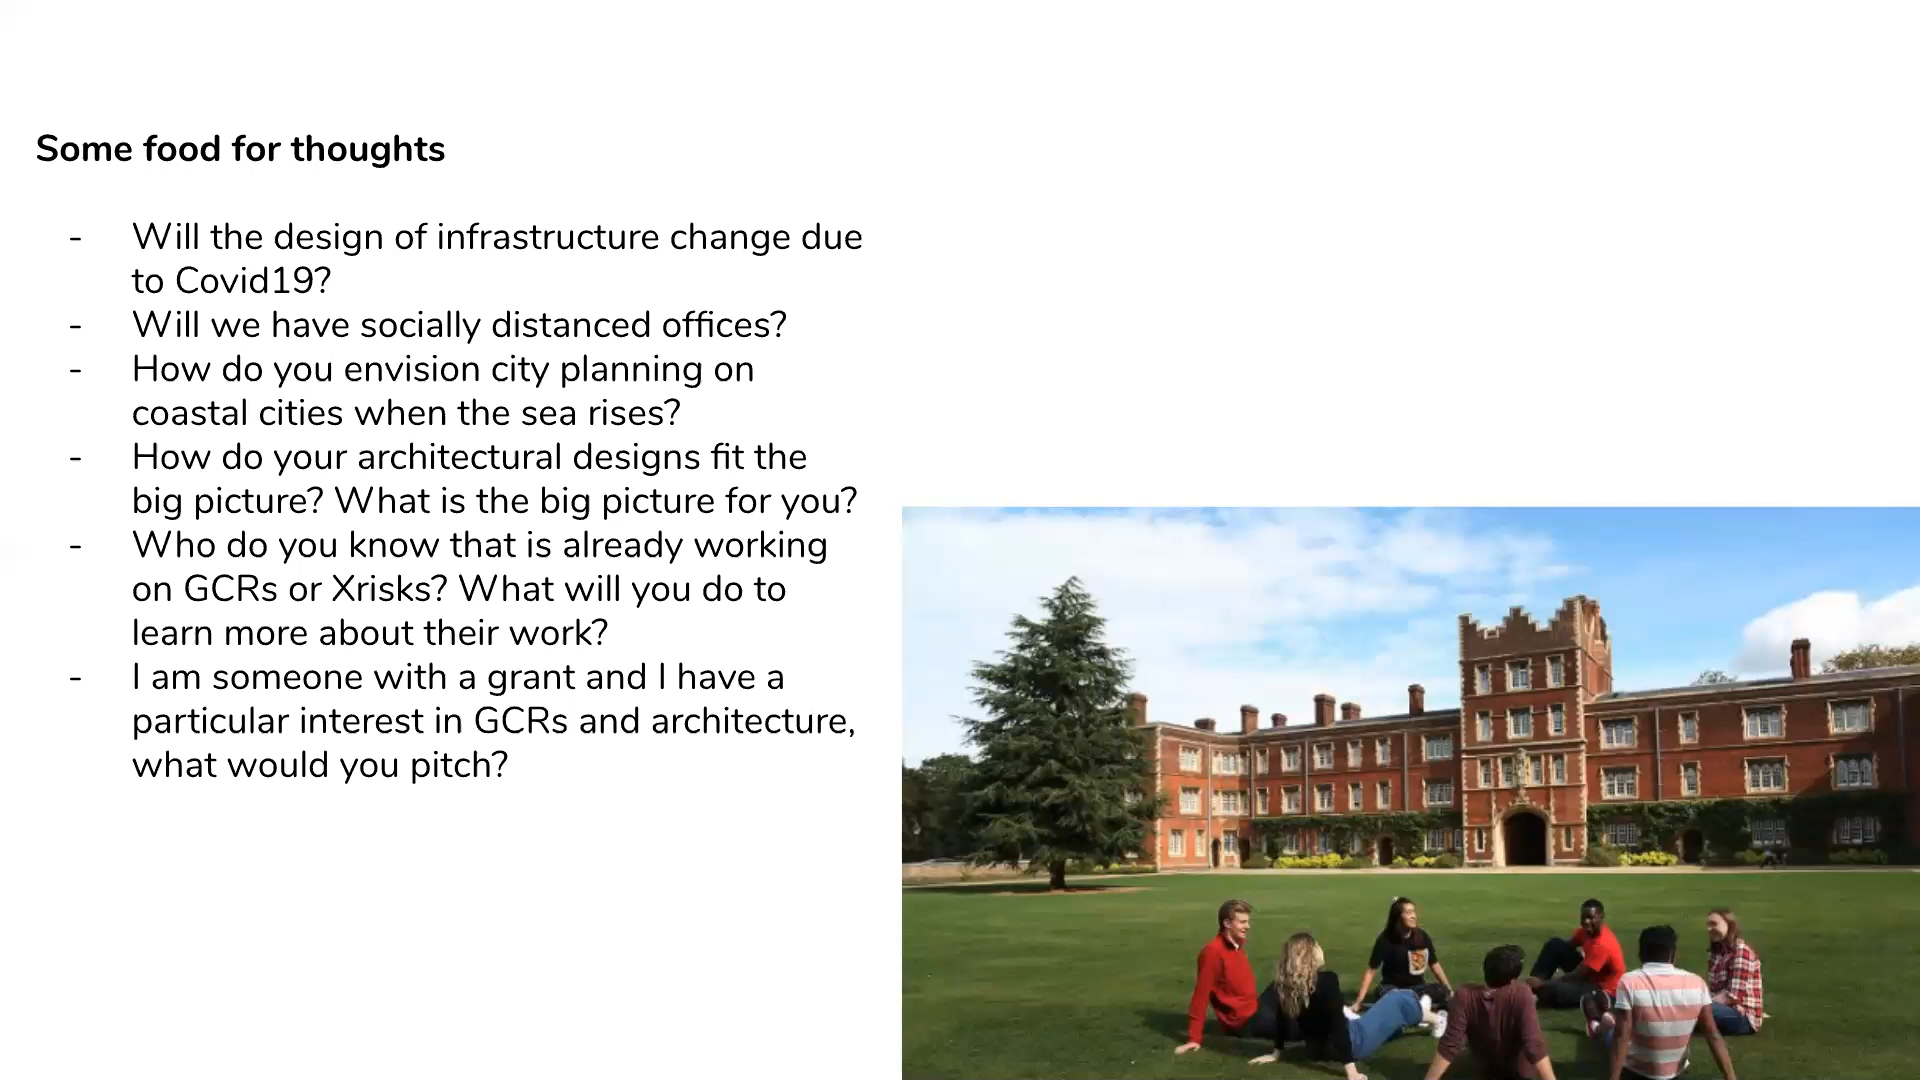 Some food for thoughts
- Will the design of infrastructure change due
to Covid19?
- Will we have socially distanced offices?
- How do you envision city planning on
coastal cities when the sea rises?
- How do your architectural designs fit the
big picture? What is the big picture for you?
- Who do you know that is already working
on GCRs or Xrisks? What will you do to
learn more about their work?
- I am someone with a grant and I have a
particular interest in GCRs and architecture,
what would you pitch?